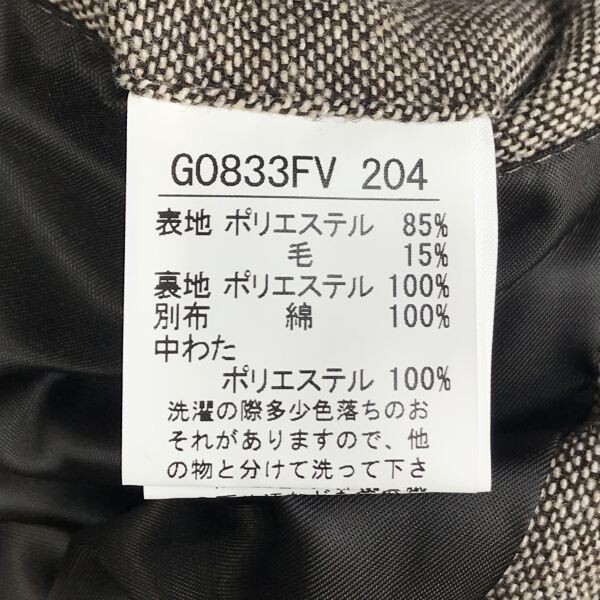 G0833FV 204
表地 ポリエステル 85%
毛 15%
裏地 ポリエステル 100%
別布 綿 100%
中わた
ポリエステル 100%
洗濯の際多少色落ちのお
それがありますので、他
の物と分けて洗って下さ